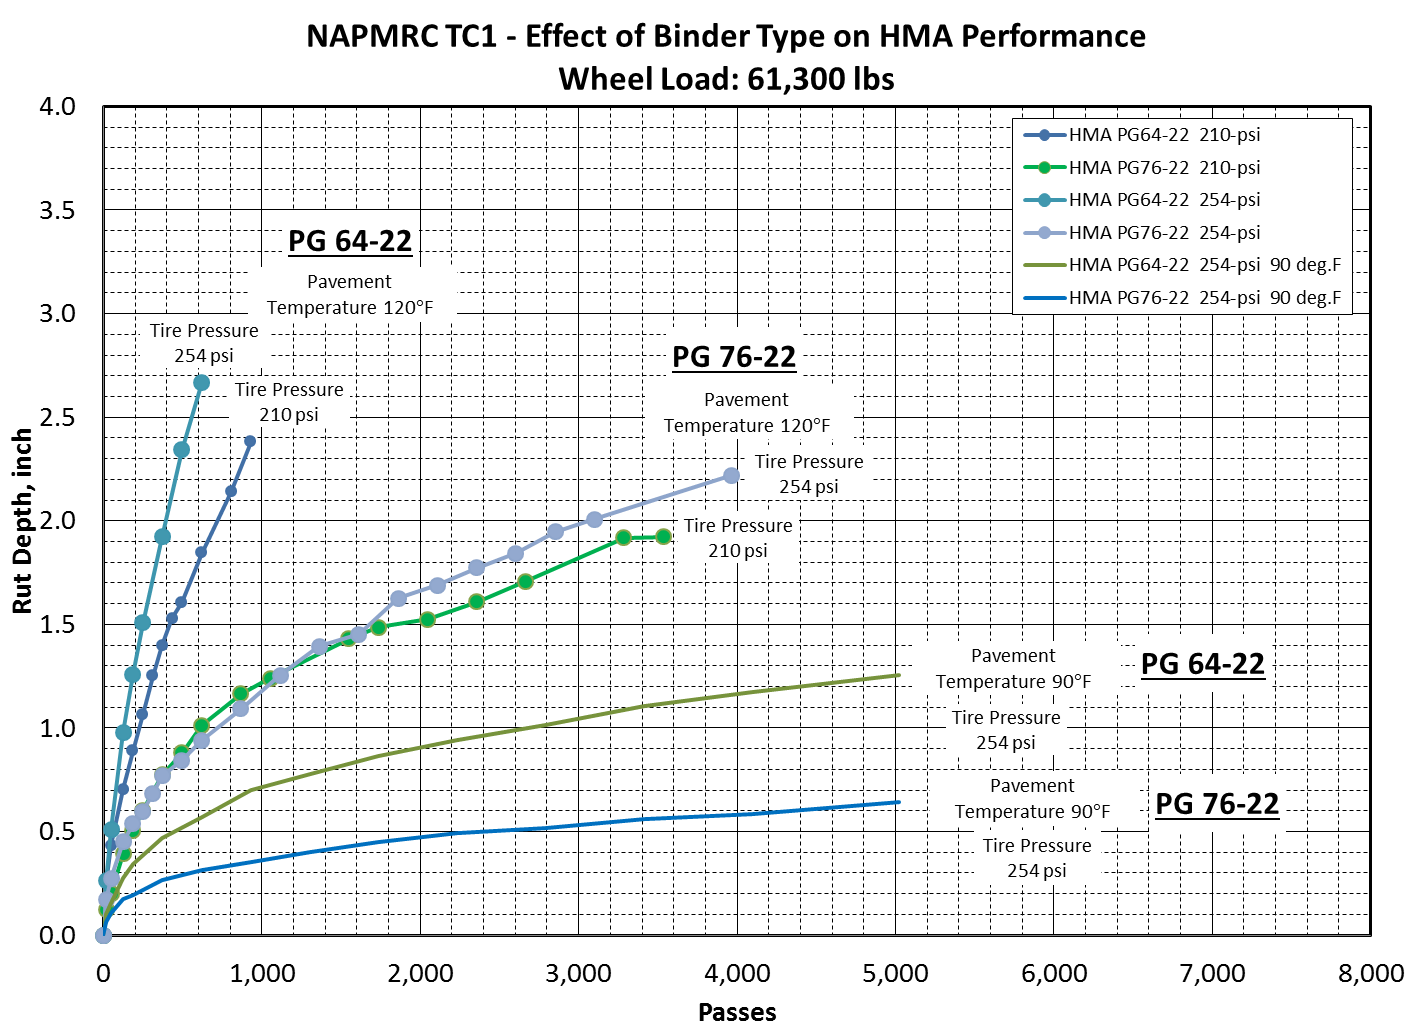 NAPMRC TC1 - Effect of Binder Type on HMA Performance
Wheel Load: 61,300 lbs
4.0
3.5
3.0
2.5
2.0
1.5
1.0
0.5
0.0
Rut Depth, inch
0
1,000
2,000
3,000
4,000
5,000
6,000
7,000
8,000
Passes
HMA PG64-22 210-psi
HMA PG76-22 210-psi
HMA PG64-22 254-psi
HMA PG76-22 254-psi
HMA PG64-22 254-psi 90 deg.F
HMA PG76-22 254-psi 90 deg.F
PG 64-22
Pavement
Temperature 120°F
Tire Pressure
254 psi
Tire Pressure
210 psi
PG 76-22
Pavement
Temperature 120°F
Tire Pressure
254 psi
Tire Pressure
210 psi
Pavement
Temperature 90°F
PG 64-22
Tire Pressure
254 psi
Pavement
Temperature 90°F
PG 76-22
Tire Pressure
254 psi